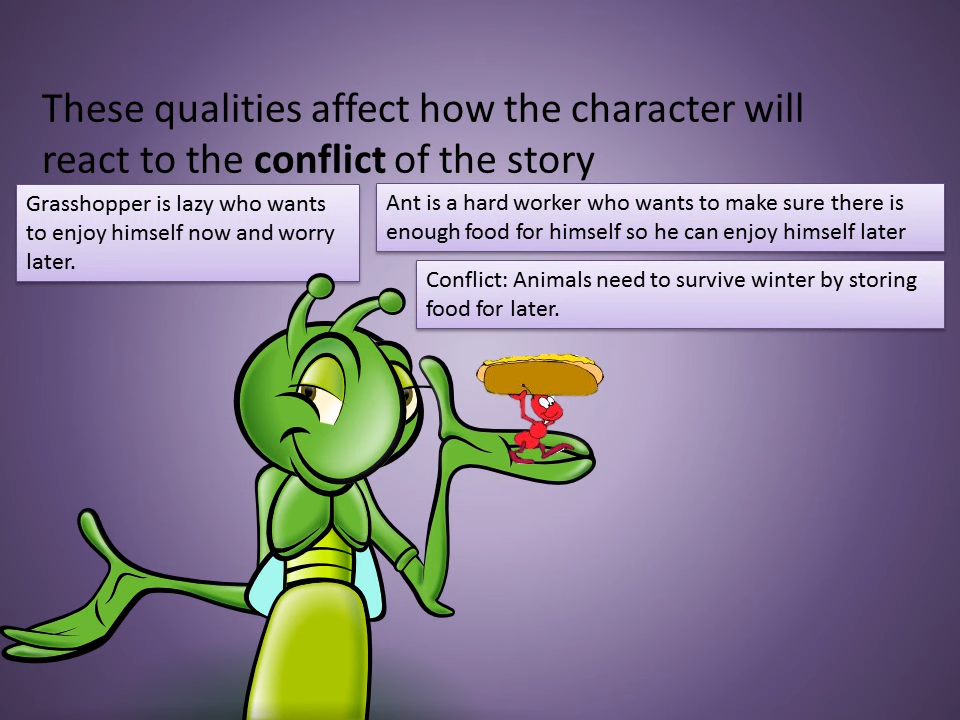 These qualities affect how the character will
react to the conflict of the story
Grasshopper is lazy who wants
to enjoy himself now and worry
later.
Ant is a hard worker who wants to make sure there is
enough food for himself so he can enjoy himself later
Conflict: Animals need to survive winter by storing
food for later.